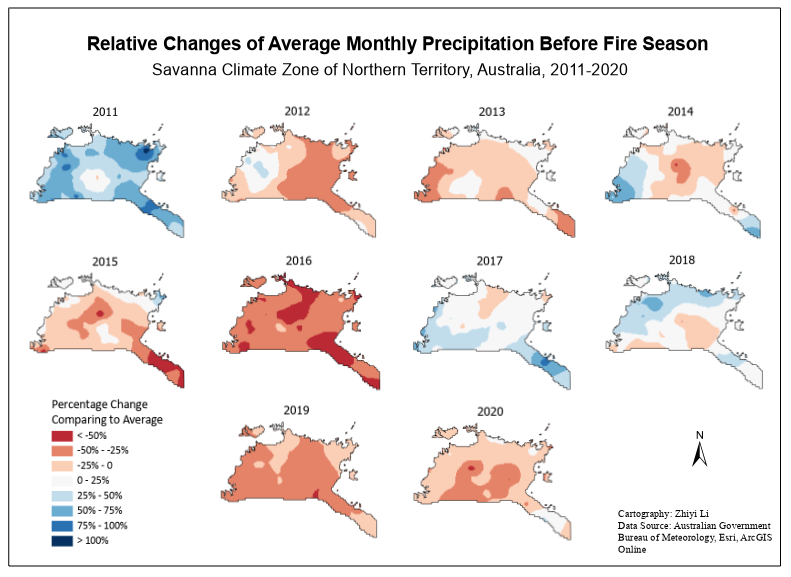 Relative Changes of Average Monthly Precipitation Before Fire Season
Savanna Climate Zone of Northern Territory, Australia, 2011-2020
2011
2012
2013
2014
2015
2016
2017
2018
2019
2020
Percentage Change
Comparing to Average
< -50%
-50% - -25%
-25% - 0
0 - 25%
25% - 50%
50% - 75%
75% - 100%
> 100%
N
Cartography: Zhiyi Li
Data Source: Australian Government
Bureau of Meteorology, Esri, ArcGIS
Online